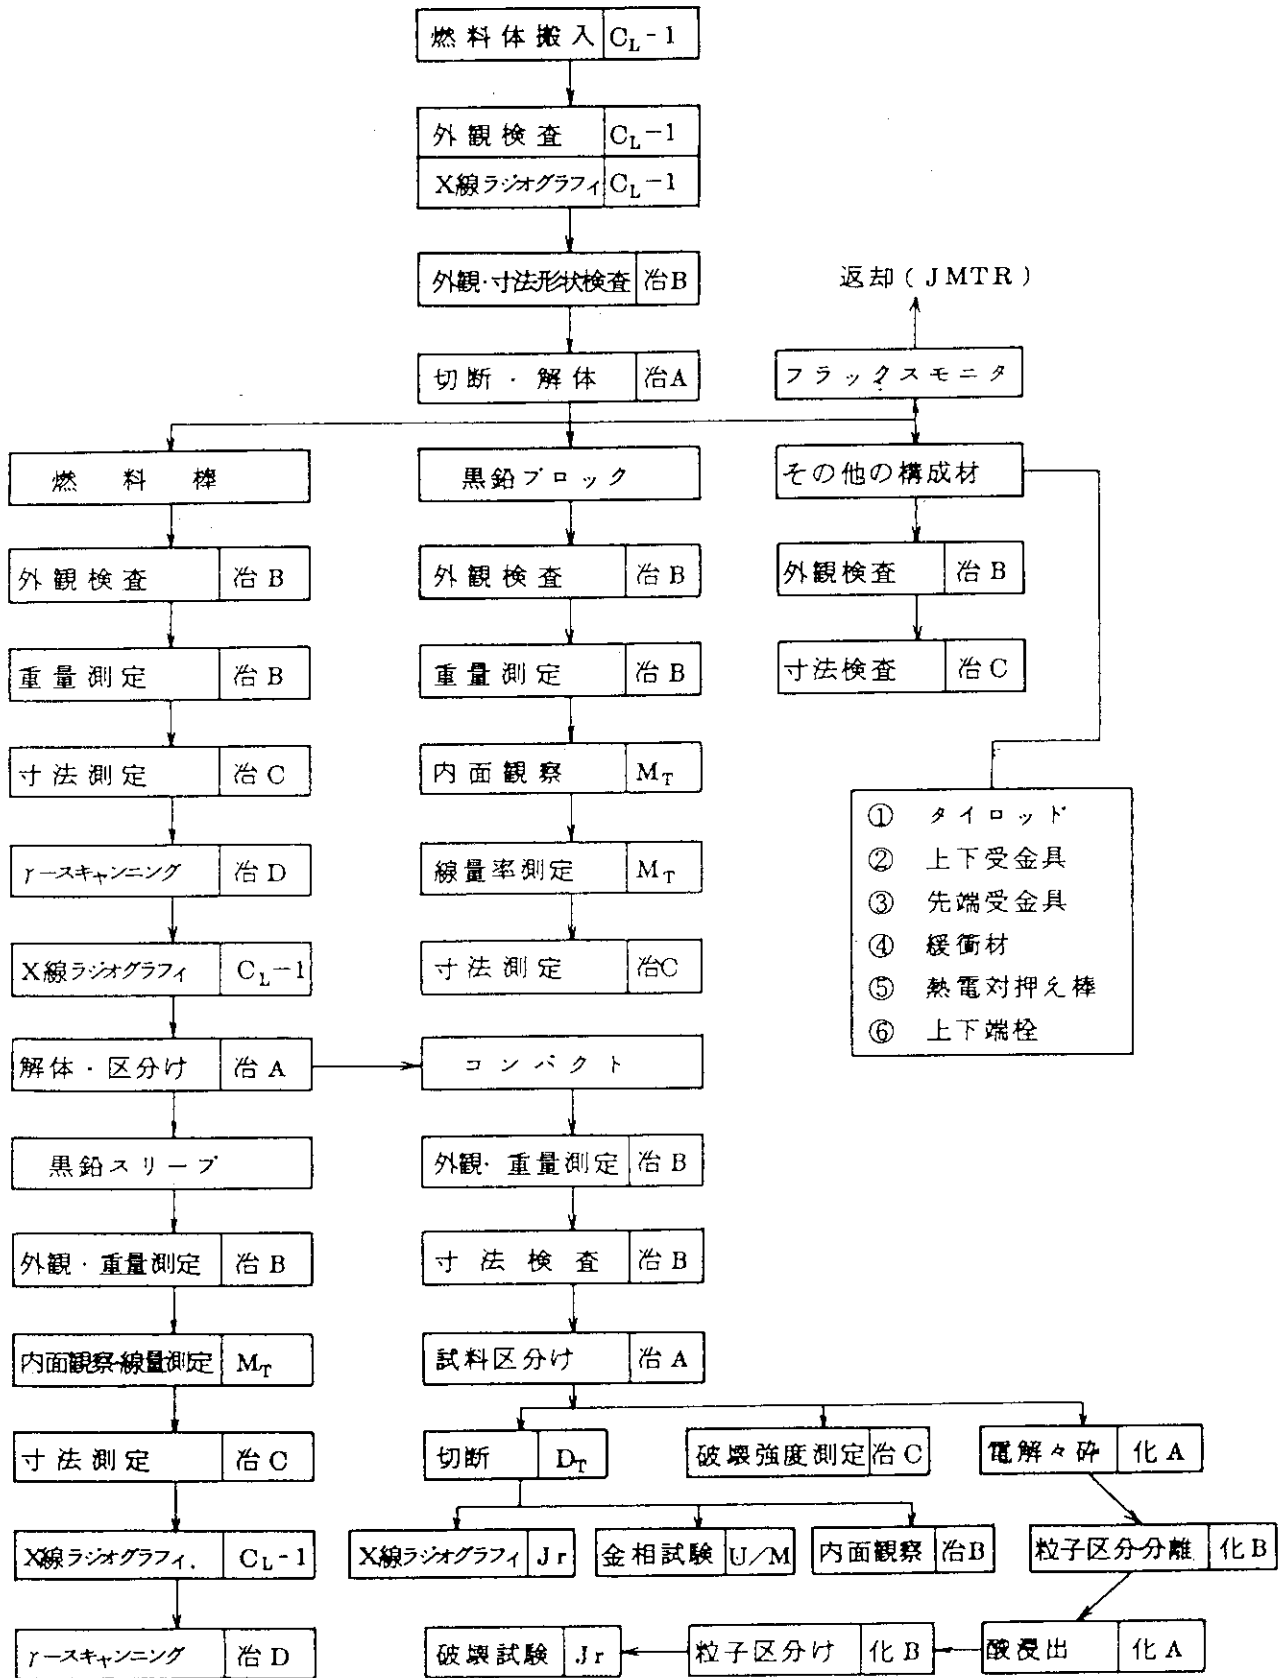 燃料体搬入 CL-1
外観検査 CL-1
X線ラジオグラフィ CL-1
外観・寸法形状検査 冶B
返却(JMTR)
切断・解体 冶A
フラックスモニタ
燃料棒
黒鉛ブロック
その他の構成材
外観検査 冶B
外観検査 冶B
外観検査 冶B
重量測定 冶B
重量測定 冶B
寸法検査 冶C
寸法測定 冶C
内面観察 MT
① タイロッド
② 上下受金具
③ 先端受金具
④ 緩衝材
⑤ 熱電対押え棒
⑥ 上下端栓
γ-スキャンニング 冶D
線量率測定 MT
X線ラジオグラフィ CL-1
寸法測定 冶C
解体・区分け 冶A
コンパクト
黒鉛スリーブ
外観・重量測定 冶B
外観・重量測定 冶B
寸法検査 冶B
内面観察・線量測定 MT
試料区分け 冶A
寸法測定 冶C
切断 DT
破壊強度測定 冶C
電解々砕 化A
X線ラジオグラフィ. CL-1
X線ラジオグラフィ Jr
金相試験 U/M
内面観察 冶B
粒子区分分離 化B
γ-スキャンニング 冶D
破壊試験 Jr
粒子区分け 化B
酸浸出 化A